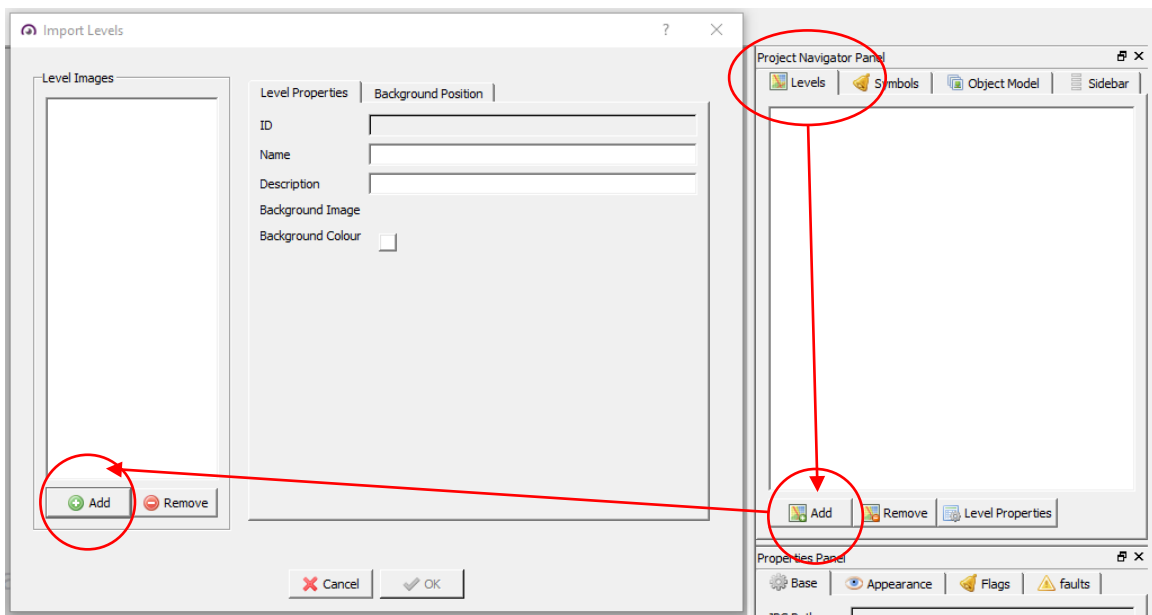 Import Levels
?
Level Images
Level Properties
Background Position
ID
Name
Description
Background Image
Background Colour
Add
Remove
Cancel
OK
Project Navigator Panel
Levels
Symbols
Object Model
Sidebar
Add
Remove
Level Properties
Properties Panel
Base
Appearance
Flags
faults